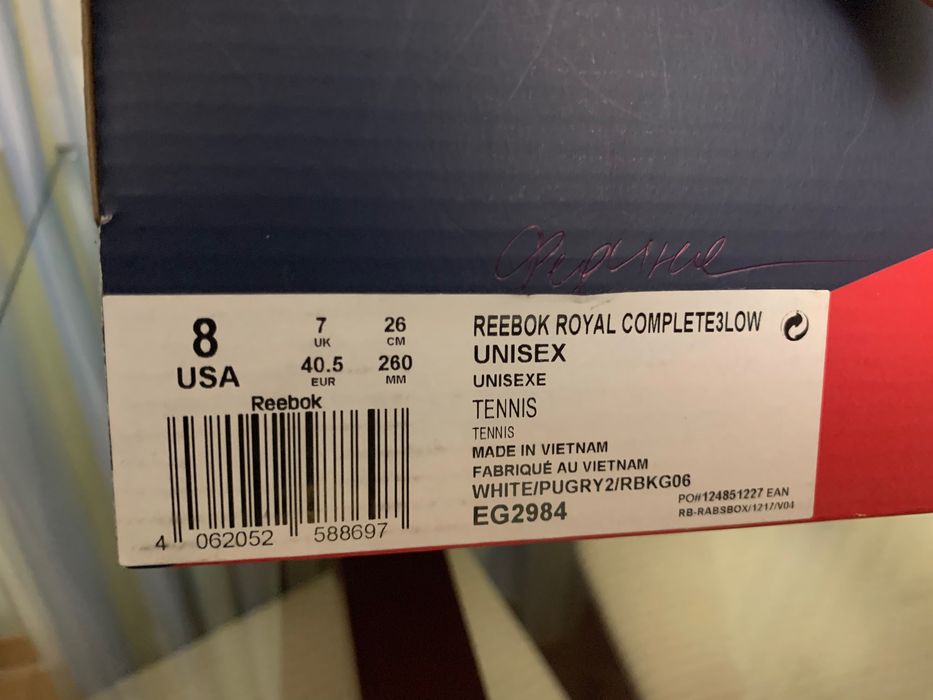 8
USA
7
UK
26
CM
40.5
EUR
260
MM
Reebok
4 062052 588697
REEBOK ROYAL COMPLETE3LOW
UNISEX
UNISEXE
TENNIS
TENNIS
MADE IN VIETNAM
FABRIQUÉ AU VIETNAM
WHITE/PUGRY2/RBKG06
EG2984
PO#124851227 EAN
RB-RABSBOX/1217/V04